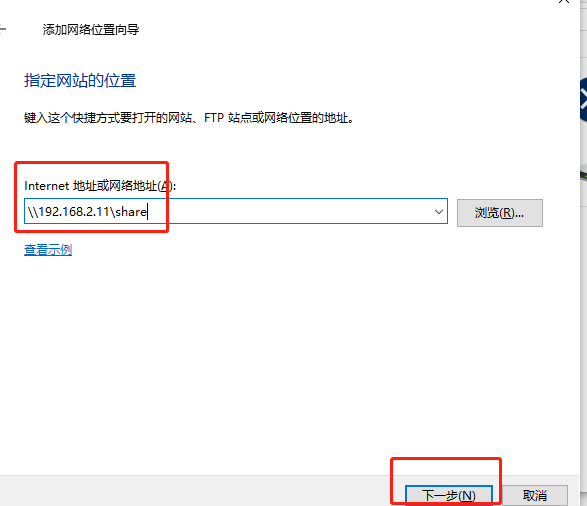 添加网络位置向导
指定网站的位置
键入这个快捷方式要打开的网站、FTP 站点或网络位置的地址。
Internet 地址或网络地址(A):
\\192.168.2.11\share
浏览(R)...
查看示例
下一步(N)
取消